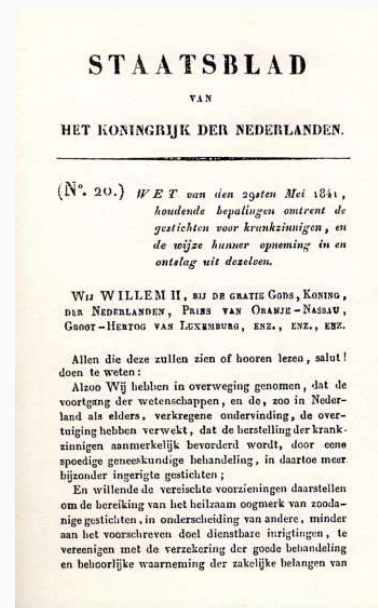 STAATSBLAD
VAN
HET KONINGRIJK DER NEDERLANDEN.
(Nº. 20.) WET van den 29sten Mei 1841,
houdende bepalingen omtrent de
gestichten voor krankzinnigen, en
de wijze hunner opneming in en
ontslag uit dezelven.
WIJ WILLEM II, BIJ DE GRATIE GODS, KONING,
DER NEDERLANDEN, PRINS VAN ORANJE-NASSAU,
GROOT-HERTOG VAN LUXEMBURG, ENZ., ENZ., ENZ.
Allen die deze zullen zien of hooren lezen, salut!
doen te weten:
Alzoo Wij hebben in overweging genomen, dat de
voortgang der wetenschappen, en de, zoo in Neder-
land als elders, verkregene ondervinding, de over-
tuiging hebben verwekt, dat de herstelling der krank-
zinnigen aanmerkelijk bevorderd wordt, door eene
spoedige geneeskundige behandeling, in daartoe meer
bijzonder ingerigte gestichten;
En willende de vereischte voorzieningen daarstellen
om de bereiking van het heilzaam oogmerk van zooda-
nige gestichten, in onderscheiding van andere, minder
aan het voorschreven doel dienstbare inrigtingen, te
vereenigen met de verzekering der goede behandeling
en behoorlijke waarneming der zakelijke belangen van